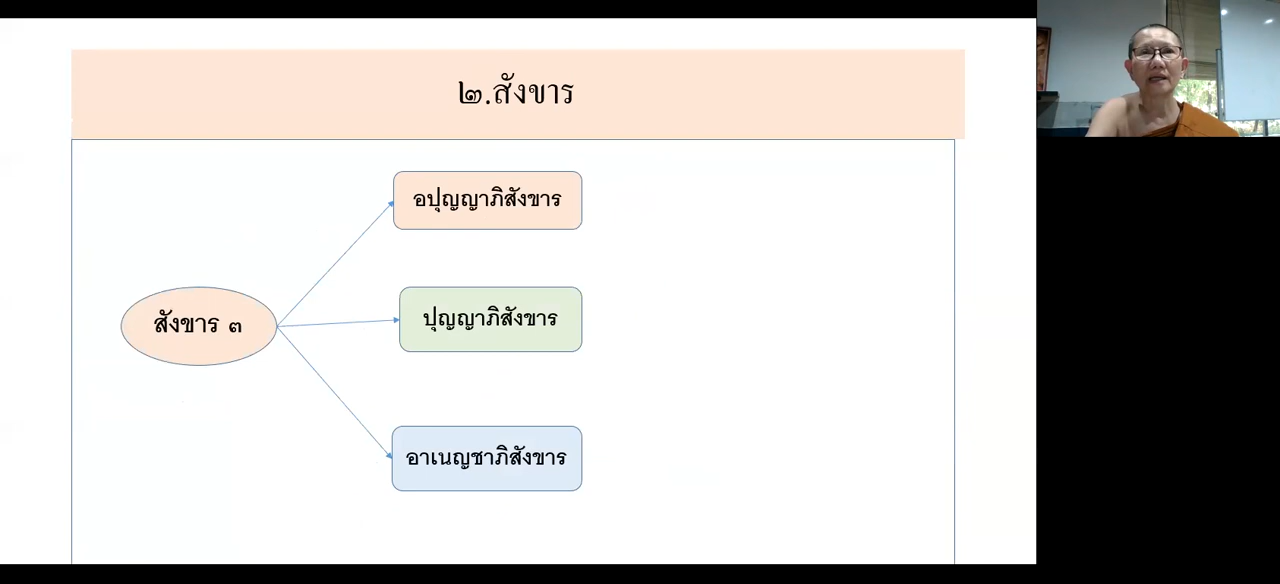 ๒.สังขาร
อปุญญาภิสังขาร
สังขาร ๓
ปุญญาภิสังขาร
อาเนญชาภิสังขาร